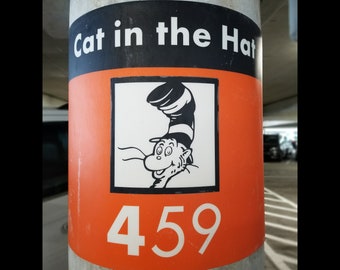 Cat in the Hat
459